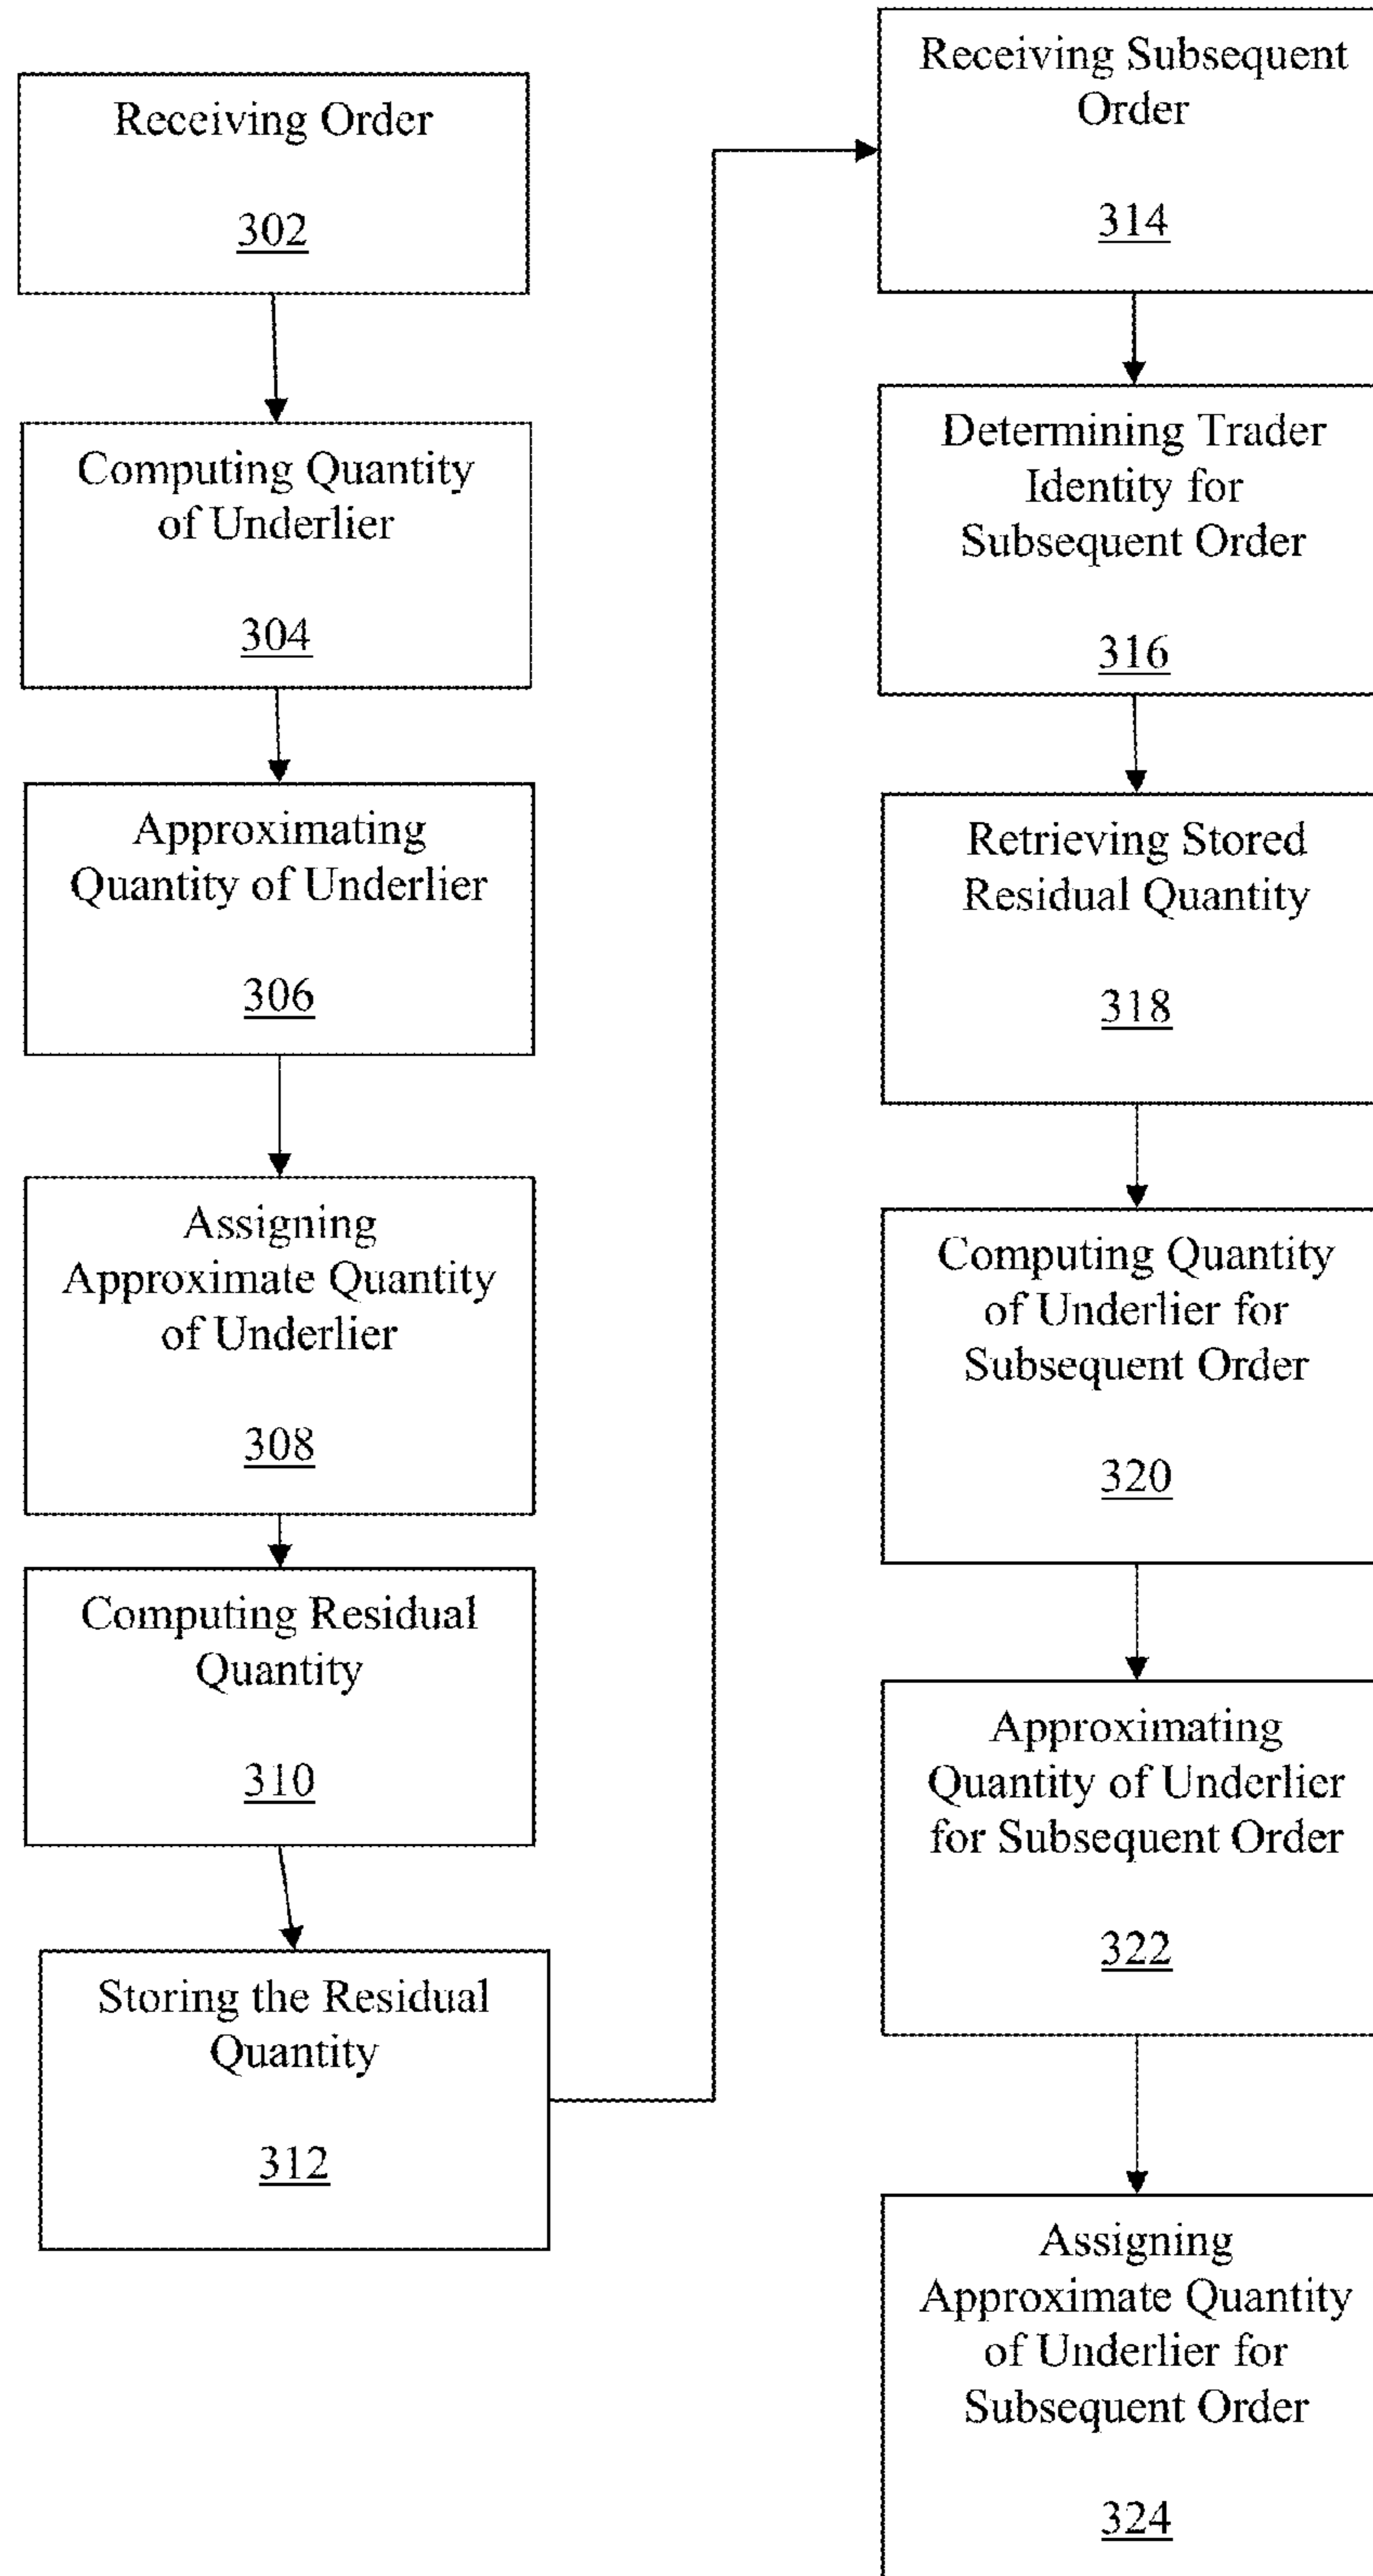 Receiving Order
302
Computing Quantity
of Underlier
304
Approximating
Quantity of Underlier
306
Assigning
Approximate Quantity
of Underlier
308
Computing Residual
Quantity
310
Storing the Residual
Quantity
312
Receiving Subsequent
Order
314
Determining Trader
Identity for
Subsequent Order
316
Retrieving Stored
Residual Quantity
318
Computing Quantity
of Underlier for
Subsequent Order
320
Approximating
Quantity of Underlier
for Subsequent Order
322
Assigning
Approximate Quantity
of Underlier for
Subsequent Order
324